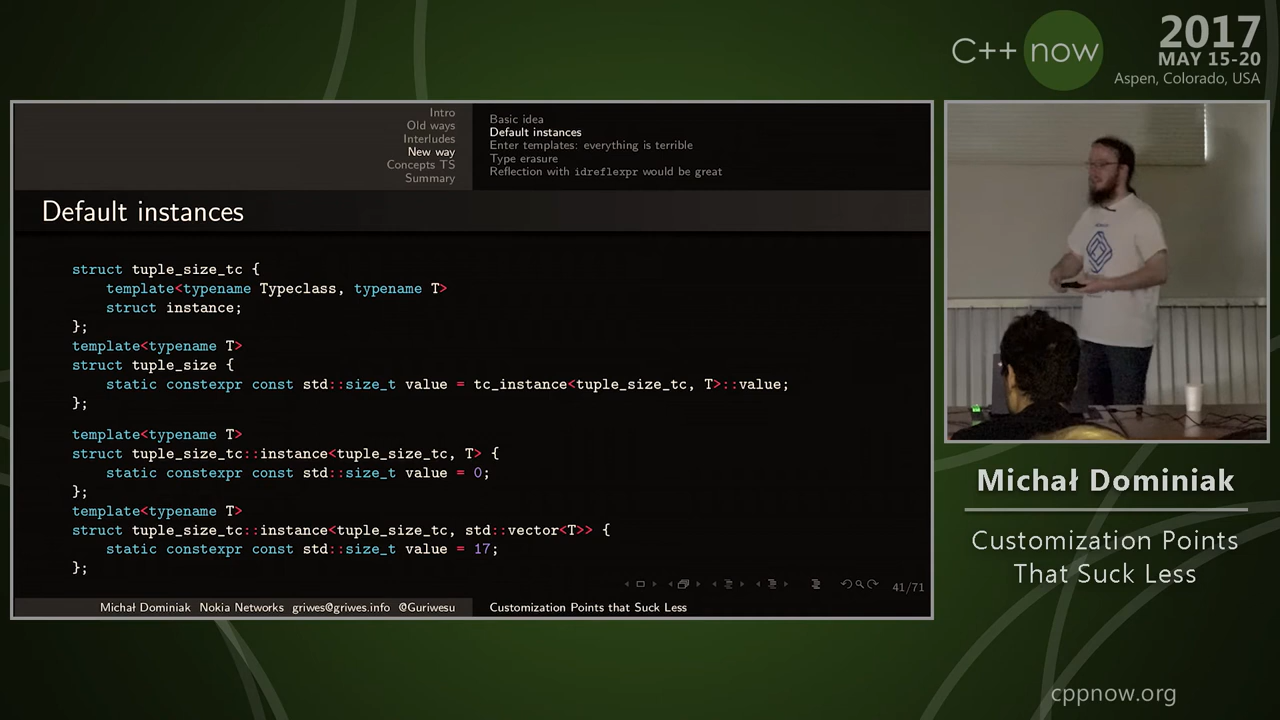 C++ now
2017
MAY 15-20
Aspen, Colorado, USA
Intro
Old ways
Interludes
New way
Concepts TS
Summary
Basic idea
Default instances
Enter templates: everything is terrible
Type erasure
Reflection with idreflexpr would be great
Default instances
struct tuple_size_tc {
template<typename Typeclass, typename T>
struct instance;
};
template<typename T>
struct tuple_size {
static constexpr const std::size_t value = tc_instance<tuple_size_tc, T>::value;
};
template<typename T>
struct tuple_size_tc::instance<tuple_size_tc, T> {
static constexpr const std::size_t value = 0;
};
template<typename T>
struct tuple_size_tc::instance<tuple_size_tc, std::vector<T>> {
static constexpr const std::size_t value = 17;
};
41/71
Michał Dominiak Nokia Networks griwes@griwes.info @Guriwesu
Customization Points that Suck Less
Michał Dominiak
Customization Points
That Suck Less
cppnow.org